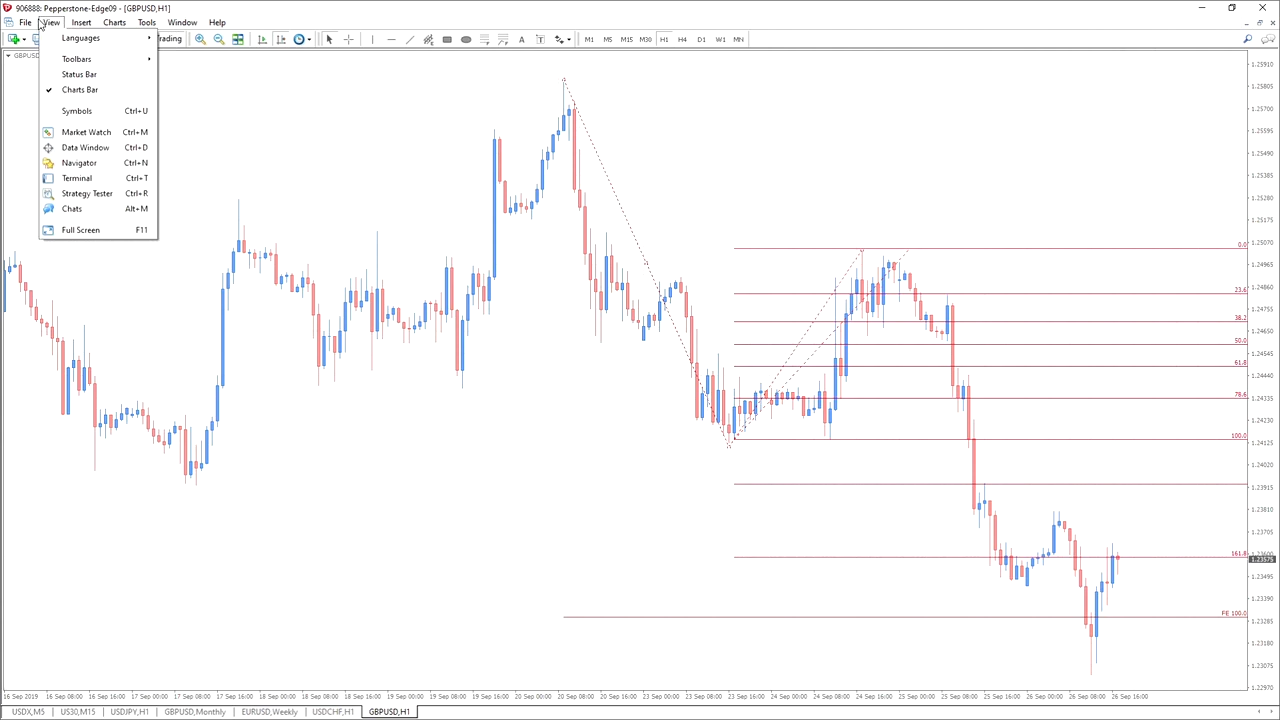 906888: Pepperstone-Edge09 - [GBPUSD,H1]
File View Insert Charts Tools Window Help
Trading M1 M5 M15 M30 H1 H4 D1 W1 MN
GBPUSD
Languages
Toolbars
Status Bar
Charts Bar
Symbols Ctrl+U
Market Watch Ctrl+M
Data Window Ctrl+D
Navigator Ctrl+N
Terminal Ctrl+T
Strategy Tester Ctrl+R
Chats Alt+M
Full Screen F11
1.25910
1.25805
1.25700
1.25595
1.25490
1.25385
1.25280
1.25175
1.25070
0.0
1.24965
1.24860
23.6
1.24755
38.2
1.24650
50.0
1.24545
61.8
1.24440
78.6
1.24335
1.24230
100.0
1.24125
1.24020
1.23915
1.23810
1.23705
161.8
1.23600
1.23575
1.23495
1.23390
FE 100.0
1.23285
1.23180
1.23075
1.22970
16 Sep 2019 16 Sep 08:00 16 Sep 16:00 17 Sep 00:00 17 Sep 08:00 17 Sep 16:00 18 Sep 00:00 18 Sep 08:00 18 Sep 16:00 19 Sep 00:00 19 Sep 08:00 19 Sep 16:00 20 Sep 00:00 20 Sep 08:00 20 Sep 16:00 23 Sep 00:00 23 Sep 08:00 23 Sep 16:00 24 Sep 00:00 24 Sep 08:00 24 Sep 16:00 25 Sep 00:00 25 Sep 08:00 25 Sep 16:00 26 Sep 00:00 26 Sep 08:00 26 Sep 16:00
USDX,M5 US30,M15 USDJPY,H1 GBPUSD,Monthly EURUSD,Weekly USDCHF,H1 GBPUSD,H1